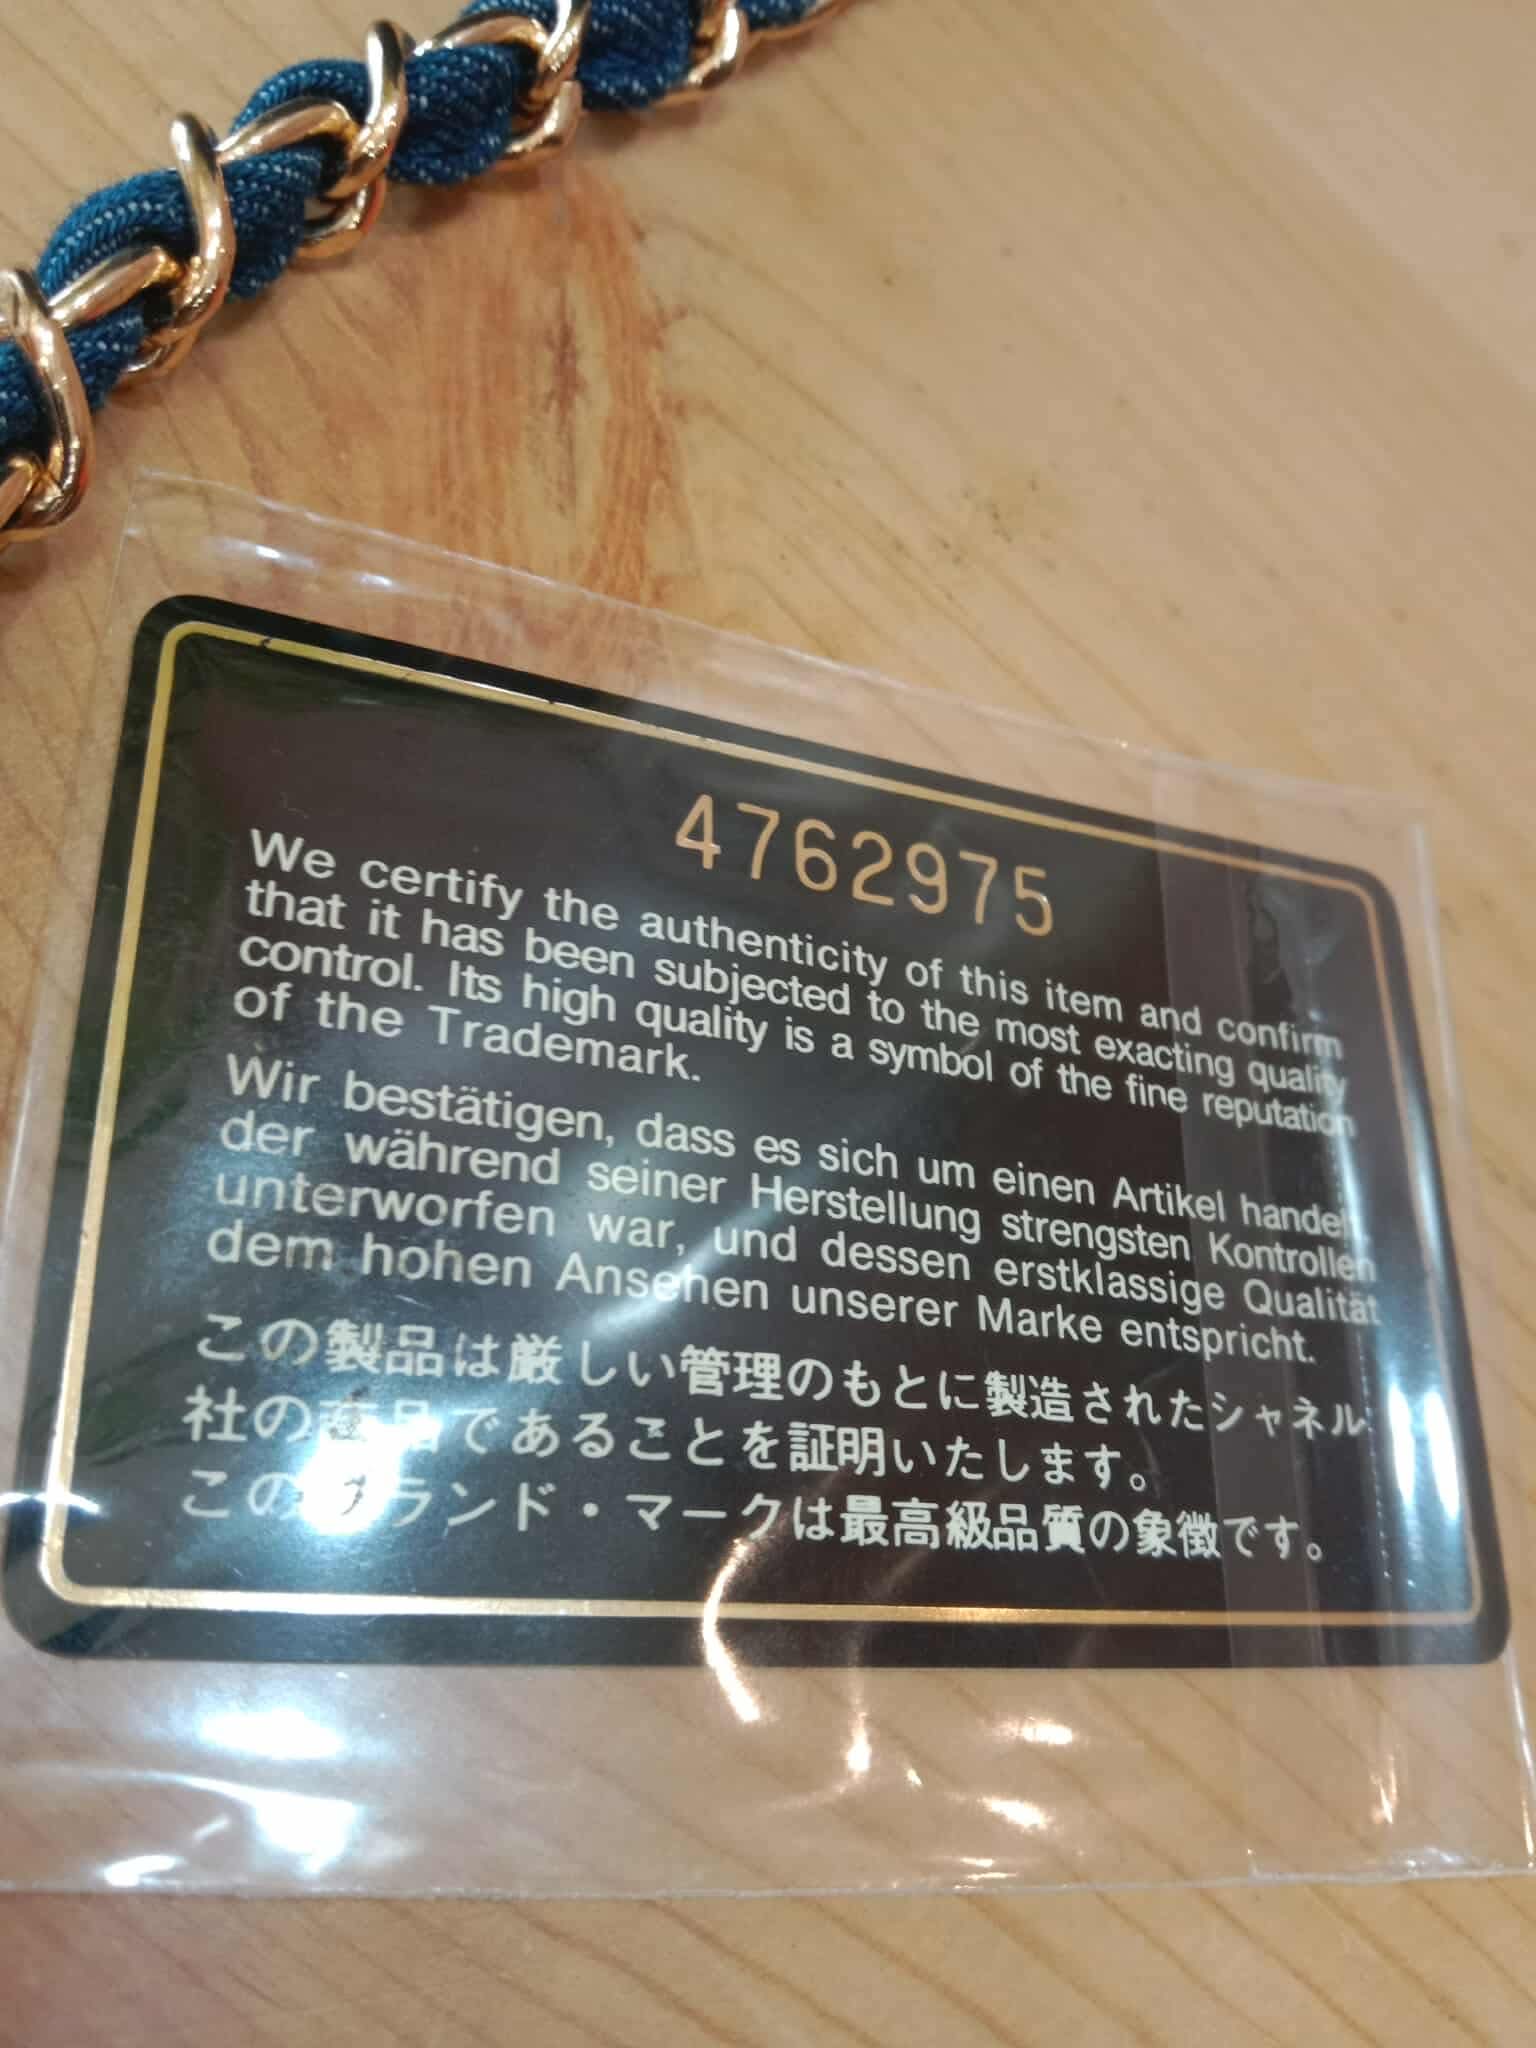 4762975
We certify the authenticity of this item and confirm
that it has been subjected to the most exacting quality
control. Its high quality is a symbol of the fine reputation
of the Trademark.
Wir bestätigen, dass es sich um einen Artikel handelt,
der während seiner Herstellung strengsten Kontrollen
unterworfen war, und dessen erstklassige Qualität
dem hohen Ansehen unserer Marke entspricht.
この製品は厳しい管理のもとに製造されたシャネル
社の商品であることを証明いたします。
このブランド・マークは最高級品質の象徴です。